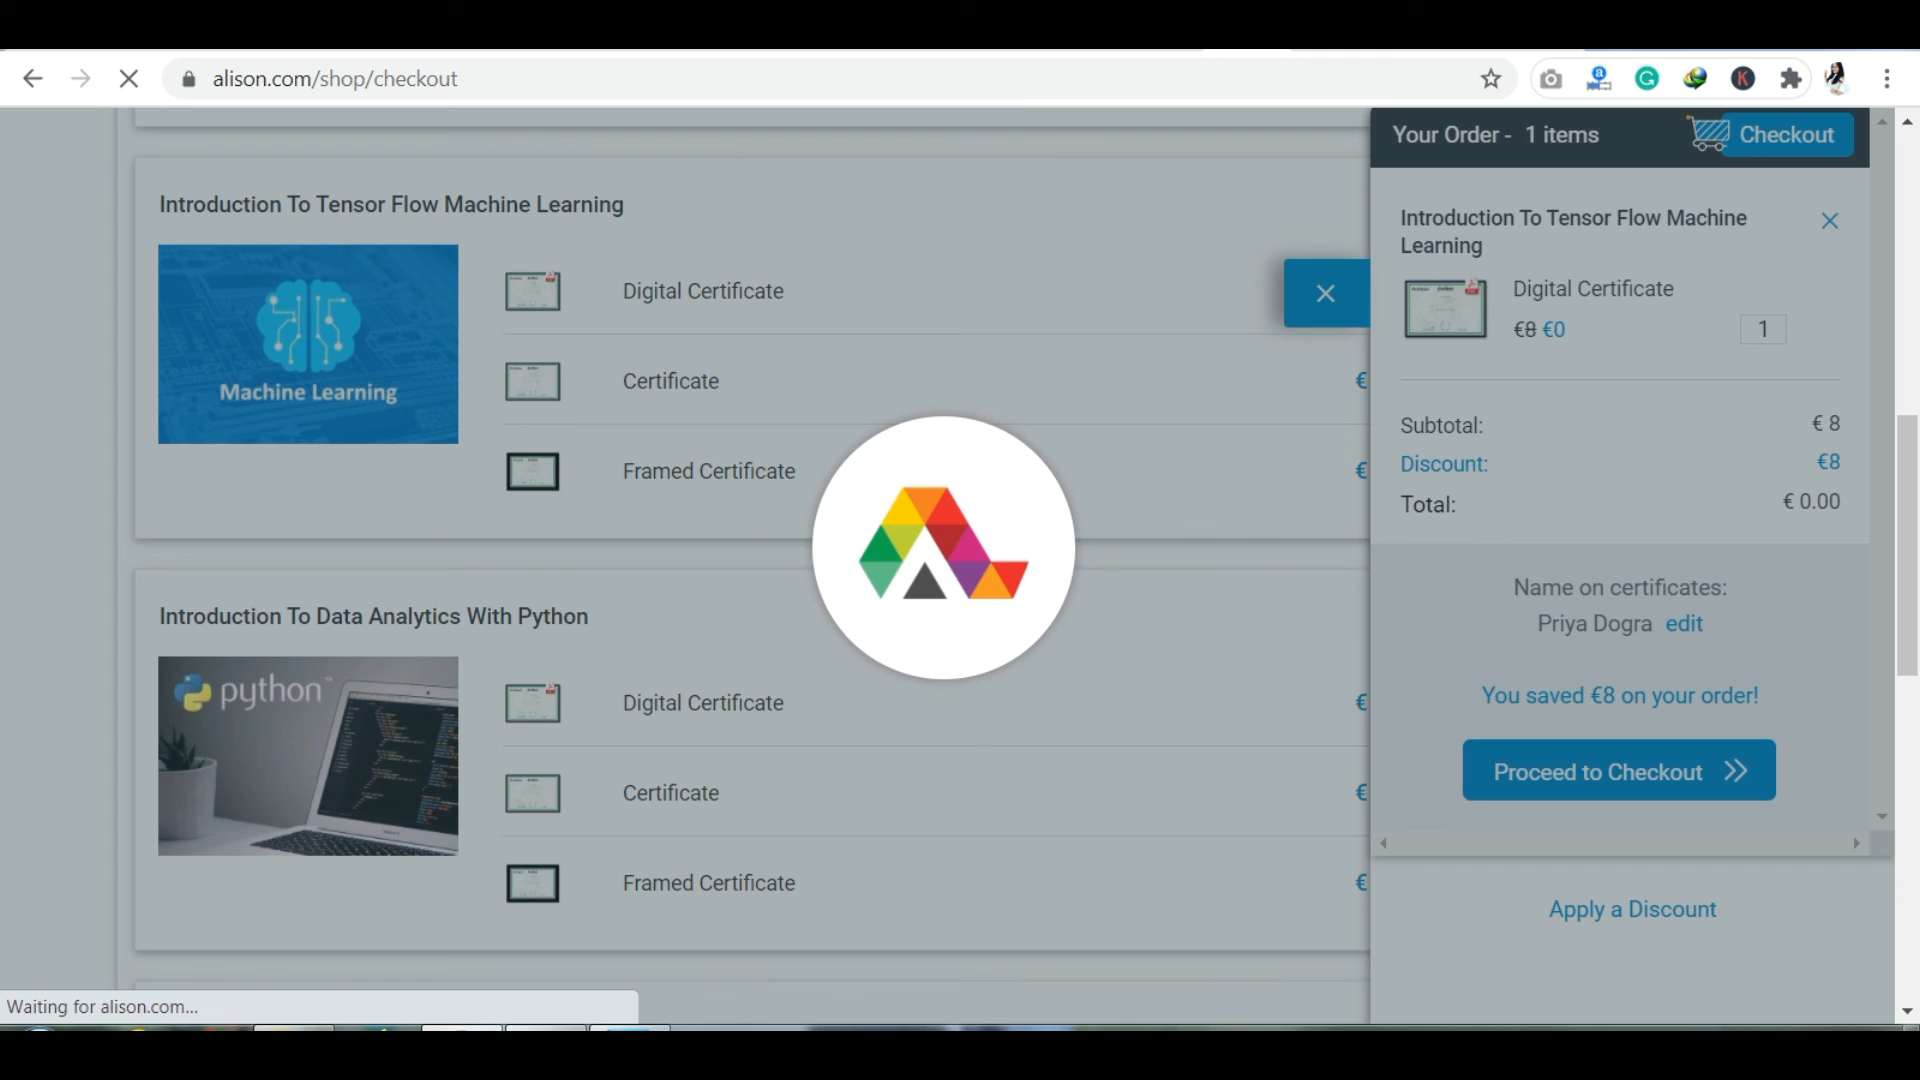 alison.com/shop/checkout
Your Order - 1 items
Checkout
Introduction To Tensor Flow Machine Learning
Machine Learning
Digital Certificate
Certificate
€
Framed Certificate
€
Introduction To Data Analytics With Python
python™
Digital Certificate
€
Certificate
€
Framed Certificate
€
Introduction To Tensor Flow Machine
Learning
Digital Certificate
€8 €0
1
Subtotal: € 8
Discount: €8
Total: € 0.00
Name on certificates:
Priya Dogra edit
You saved €8 on your order!
Proceed to Checkout
Apply a Discount
Waiting for alison.com...